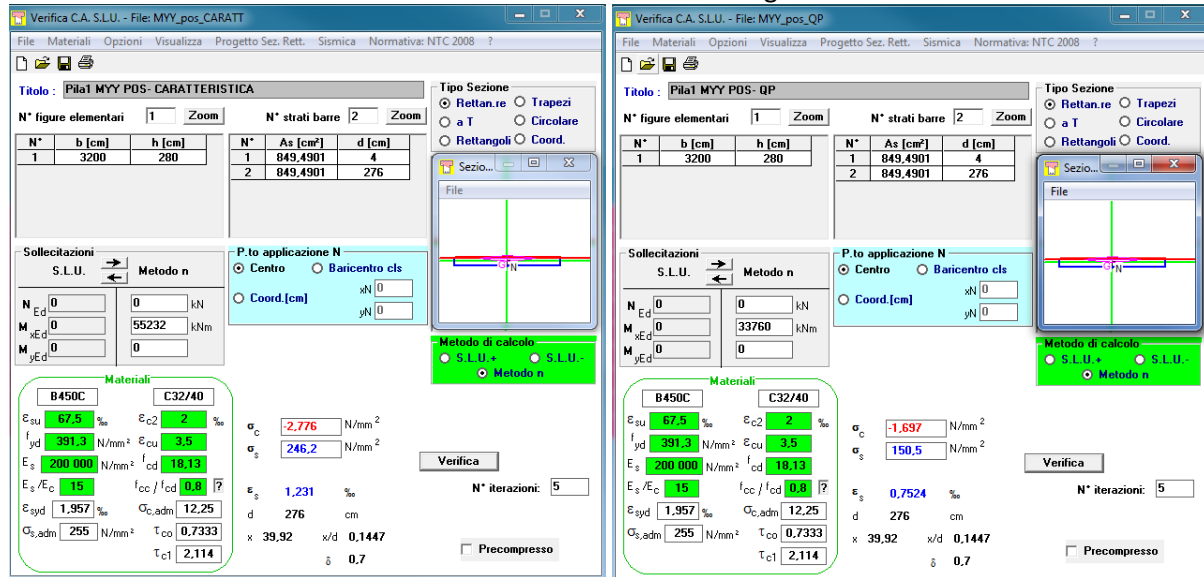 Verifica C.A. S.L.U. - File: MYY_pos_CARATT
File Materiali Opzioni Visualizza Progetto Sez. Rett. Sismica Normativa: NTC 2008 ?
Titolo : Pila1 MYY POS- CARATTERISTICA
N° figure elementari 1 Zoom N° strati barre 2 Zoom
N° b [cm] h [cm]
1 3200 280
N° As [cm²] d [cm]
1 849,4901 4
2 849,4901 276
Tipo Sezione
Rettan.re Trapezi
a T Circolare
Rettangoli Coord.
Sezio...
File
G N
Sollecitazioni
S.L.U. Metodo n
N Ed 0 0 kN
M xEd 0 55232 kNm
M yEd 0 0
P.to applicazione N
Centro Baricentro cls
Coord.[cm] xN 0
yN 0
Metodo di calcolo
S.L.U.+ S.L.U.-
Metodo n
Materiali
B450C C32/40
εsu 67,5 ‰ εc2 2 ‰
fyd 391,3 N/mm² εcu 3,5
Es 200 000 N/mm² fcd 18,13
Es /Ec 15 fcc / fcd 0,8 ?
εsyd 1,957 ‰ σc,adm 12,25
σs,adm 255 N/mm² τco 0,7333
τc1 2,114
σc -2,776 N/mm²
σs 246,2 N/mm²
εs 1,231 ‰
d 276 cm
x 39,92 x/d 0,1447
δ 0,7
Verifica
N° iterazioni: 5
Precompresso
Verifica C.A. S.L.U. - File: MYY_pos_QP
File Materiali Opzioni Visualizza Progetto Sez. Rett. Sismica Normativa: NTC 2008 ?
Titolo : Pila1 MYY POS- QP
N° figure elementari 1 Zoom N° strati barre 2 Zoom
N° b [cm] h [cm]
1 3200 280
N° As [cm²] d [cm]
1 849,4901 4
2 849,4901 276
Tipo Sezione
Rettan.re Trapezi
a T Circolare
Rettangoli Coord.
Sezio...
File
G N
Sollecitazioni
S.L.U. Metodo n
N Ed 0 0 kN
M xEd 0 33760 kNm
M yEd 0 0
P.to applicazione N
Centro Baricentro cls
Coord.[cm] xN 0
yN 0
Metodo di calcolo
S.L.U.+ S.L.U.-
Metodo n
Materiali
B450C C32/40
εsu 67,5 ‰ εc2 2 ‰
fyd 391,3 N/mm² εcu 3,5
Es 200 000 N/mm² fcd 18,13
Es /Ec 15 fcc / fcd 0,8 ?
εsyd 1,957 ‰ σc,adm 12,25
σs,adm 255 N/mm² τco 0,7333
τc1 2,114
σc -1,697 N/mm²
σs 150,5 N/mm²
εs 0,7524 ‰
d 276 cm
x 39,92 x/d 0,1447
δ 0,7
Verifica
N° iterazioni: 5
Precompresso